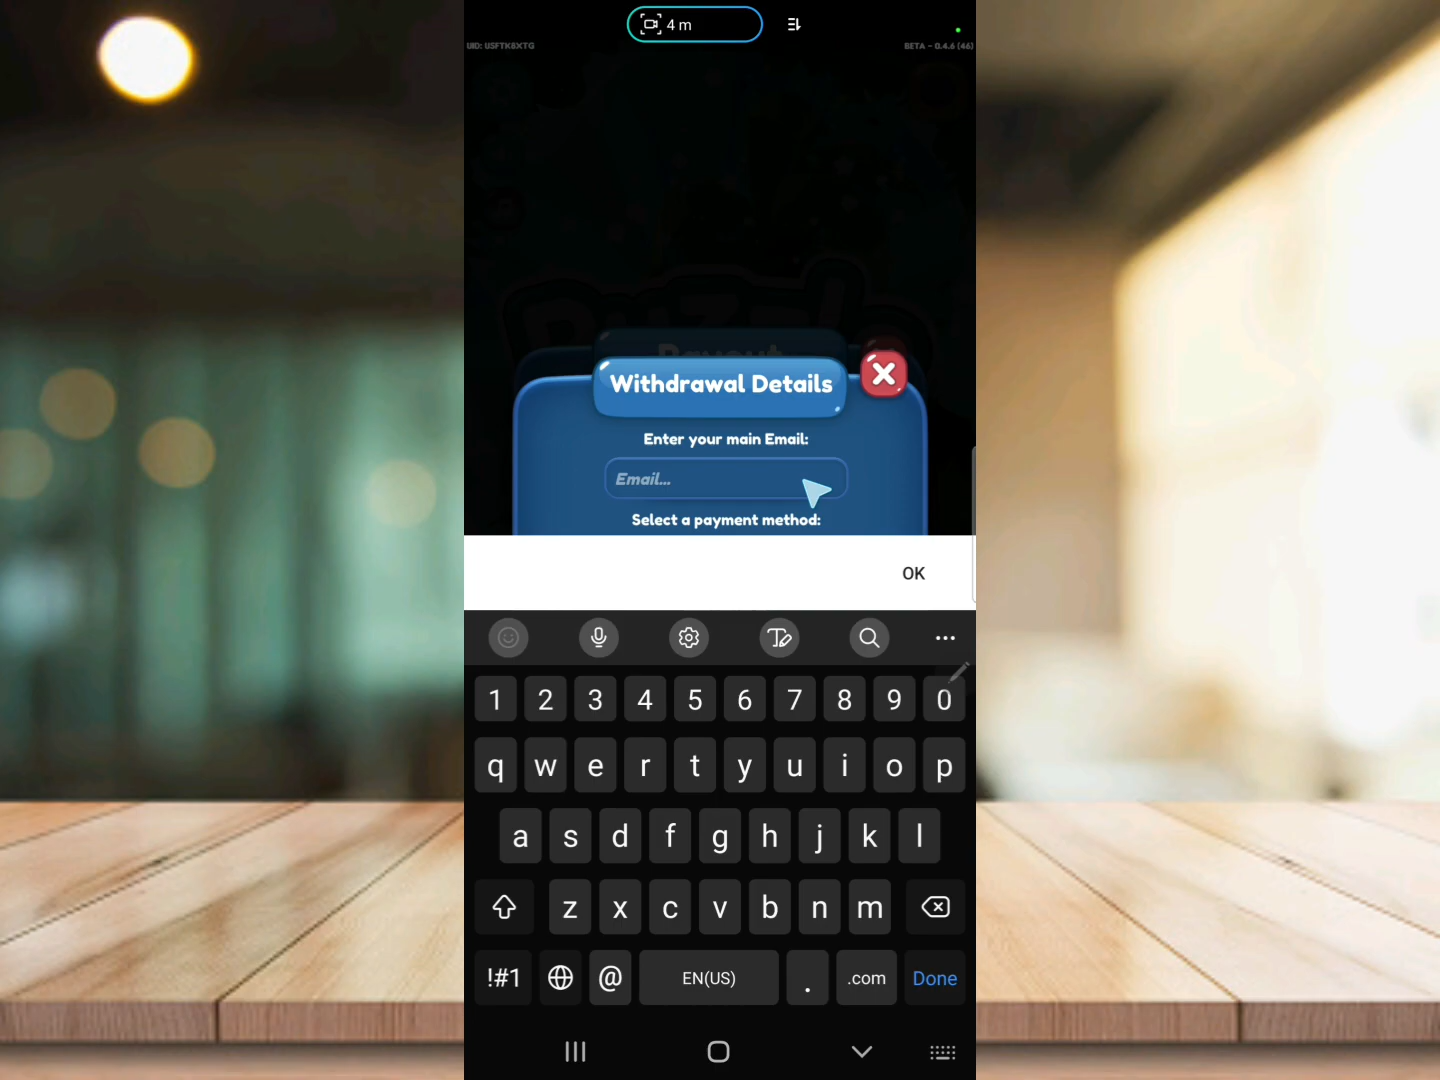 4 m
UID: USFTK8XTG
BETA - 0.4.6 (46)
Payout
Withdrawal Details
Enter your main Email:
Email...
Select a payment method:
OK
1 2 3 4 5 6 7 8 9 0
q w e r t y u i o p
a s d f g h j k l
z x c v b n m
!#1 @ EN(US) . .com Done